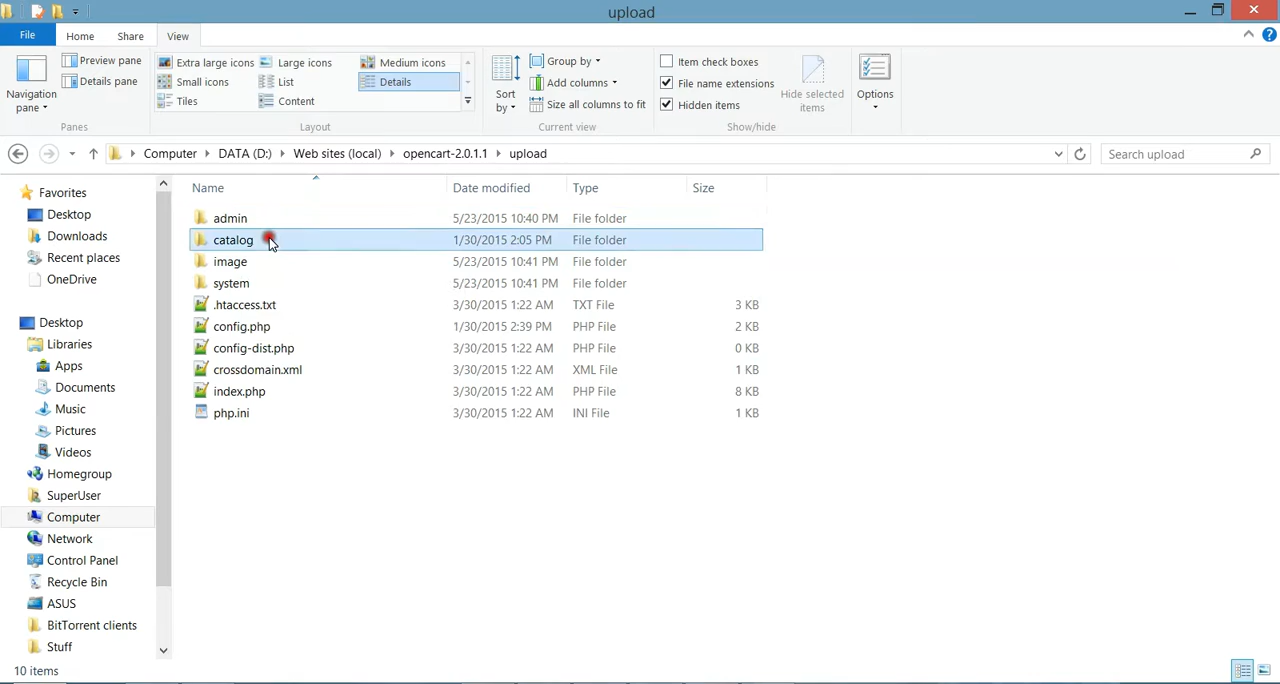 upload
File Home Share View
Preview pane
Details pane
Navigation pane
Panes
Extra large icons Large icons Medium icons
Small icons List Details
Tiles Content
Layout
Sort by
Group by
Add columns
Size all columns to fit
Current view
Item check boxes
File name extensions
Hidden items
Hide selected items
Show/hide
Options
Computer DATA (D:) Web sites (local) opencart-2.0.1.1 upload
Search upload
Favorites
Desktop
Downloads
Recent places
OneDrive
Desktop
Libraries
Apps
Documents
Music
Pictures
Videos
Homegroup
SuperUser
Computer
Network
Control Panel
Recycle Bin
ASUS
BitTorrent clients
Stuff
Name Date modified Type Size
admin 5/23/2015 10:40 PM File folder
catalog 1/30/2015 2:05 PM File folder
image 5/23/2015 10:41 PM File folder
system 5/23/2015 10:41 PM File folder
.htaccess.txt 3/30/2015 1:22 AM TXT File 3 KB
config.php 1/30/2015 2:39 PM PHP File 2 KB
config-dist.php 3/30/2015 1:22 AM PHP File 0 KB
crossdomain.xml 3/30/2015 1:22 AM XML File 1 KB
index.php 3/30/2015 1:22 AM PHP File 8 KB
php.ini 3/30/2015 1:22 AM INI File 1 KB
10 items